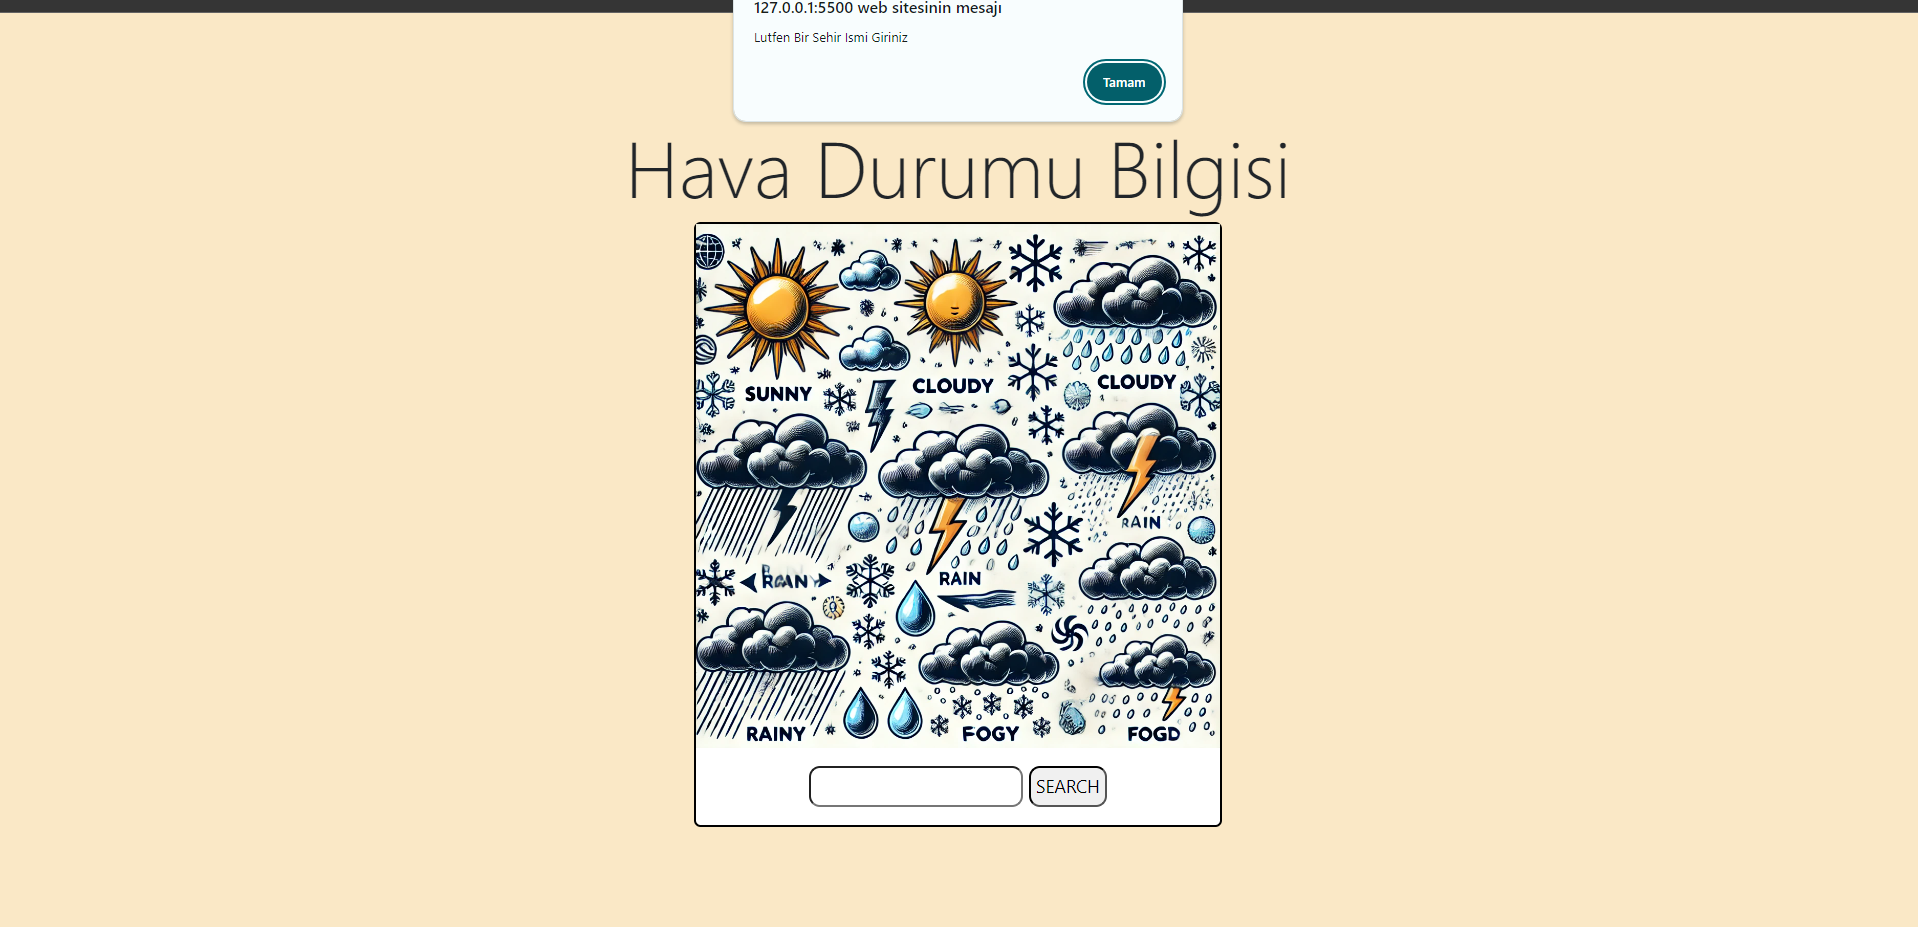 127.0.0.1:5500 web sitesinin mesajı
Lutfen Bir Sehir Ismi Giriniz
Tamam
Hava Durumu Bilgisi
SUNNY
CLOUDY
CLOUDY
RAIN
RAIN
RAINY
FOGY
FOGD
SEARCH